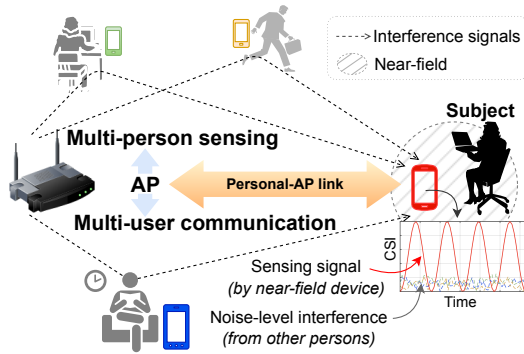 Interference signals
Near-field
Subject
Multi-person sensing
AP
Personal-AP link
Multi-user communication
CSI
Sensing signal
(by near-field device)
Time
Noise-level interference
(from other persons)